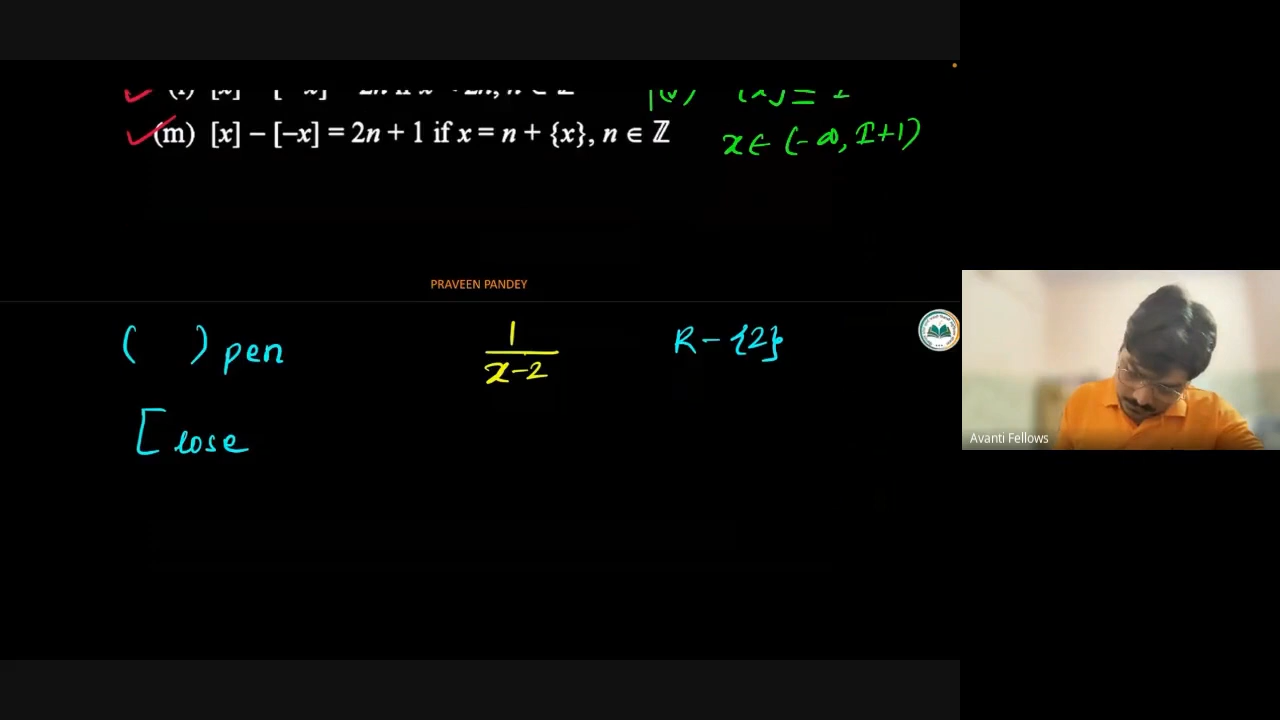 (m) [x] – [–x] = 2n + 1 if x = n + {x}, n ∈ ℤ
x ∈ (-∞, I+1)
PRAVEEN PANDEY
( ) pen
1/(x-2)
R - {2}
[ lose
Avanti Fellows